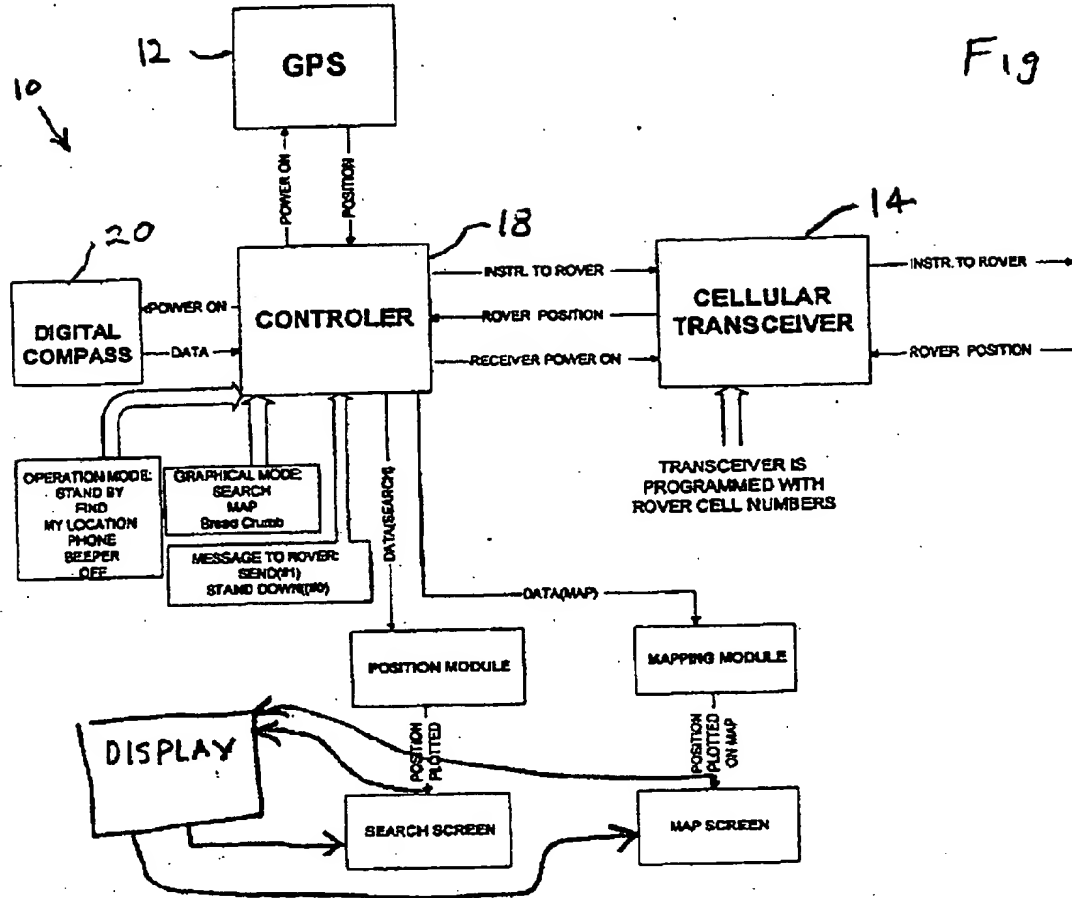 12
GPS
Fig
10
POWER ON
POSITION
20
18
14
DIGITAL
COMPASS
POWER ON
DATA
CONTROLER
INSTR. TO ROVER
ROVER POSITION
RECEIVER POWER ON
CELLULAR
TRANSCEIVER
INSTR. TO ROVER
ROVER POSITION
OPERATION MODE:
STAND BY
FIND
MY LOCATION
PHONE
BEEPER
OFF
GRAPHICAL MODE:
SEARCH
MAP
Bread Crumb
MESSAGE TO ROVER:
SEND(#1)
STAND DOWN((#0)
DATA(SEARCH)
TRANSCEIVER IS
PROGRAMMED WITH
ROVER CELL NUMBERS
DATA(MAP)
POSITION MODULE
MAPPING MODULE
DISPLAY
POSITION
PLOTTED
POSITION
PLOTTED
ON MAP
SEARCH SCREEN
MAP SCREEN